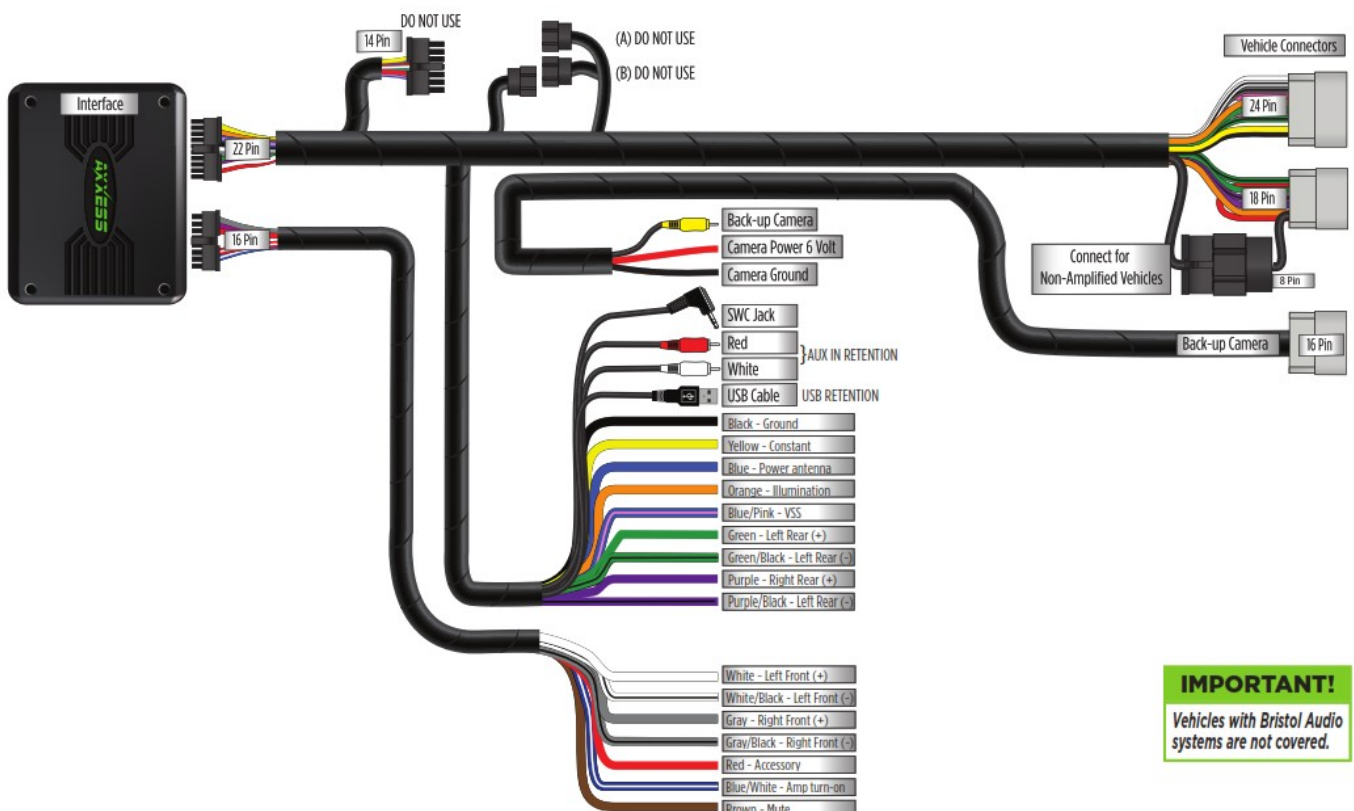 DO NOT USE
14 Pin
(A) DO NOT USE
(B) DO NOT USE
Vehicle Connectors
Interface
AXXESS
22 Pin
24 Pin
16 Pin
18 Pin
Back-up Camera
Camera Power 6 Volt
Camera Ground
Connect for
Non-Amplified Vehicles
8 Pin
SWC Jack
Red
White
}AUX IN RETENTION
USB Cable
USB RETENTION
Back-up Camera
16 Pin
Black - Ground
Yellow - Constant
Blue - Power antenna
Orange - Illumination
Blue/Pink - VSS
Green - Left Rear (+)
Green/Black - Left Rear (-)
Purple - Right Rear (+)
Purple/Black - Left Rear (-)
White - Left Front (+)
White/Black - Left Front (-)
Gray - Right Front (+)
Gray/Black - Right Front (-)
Red - Accessory
Blue/White - Amp turn-on
Brown - Mute
IMPORTANT!
Vehicles with Bristol Audio
systems are not covered.